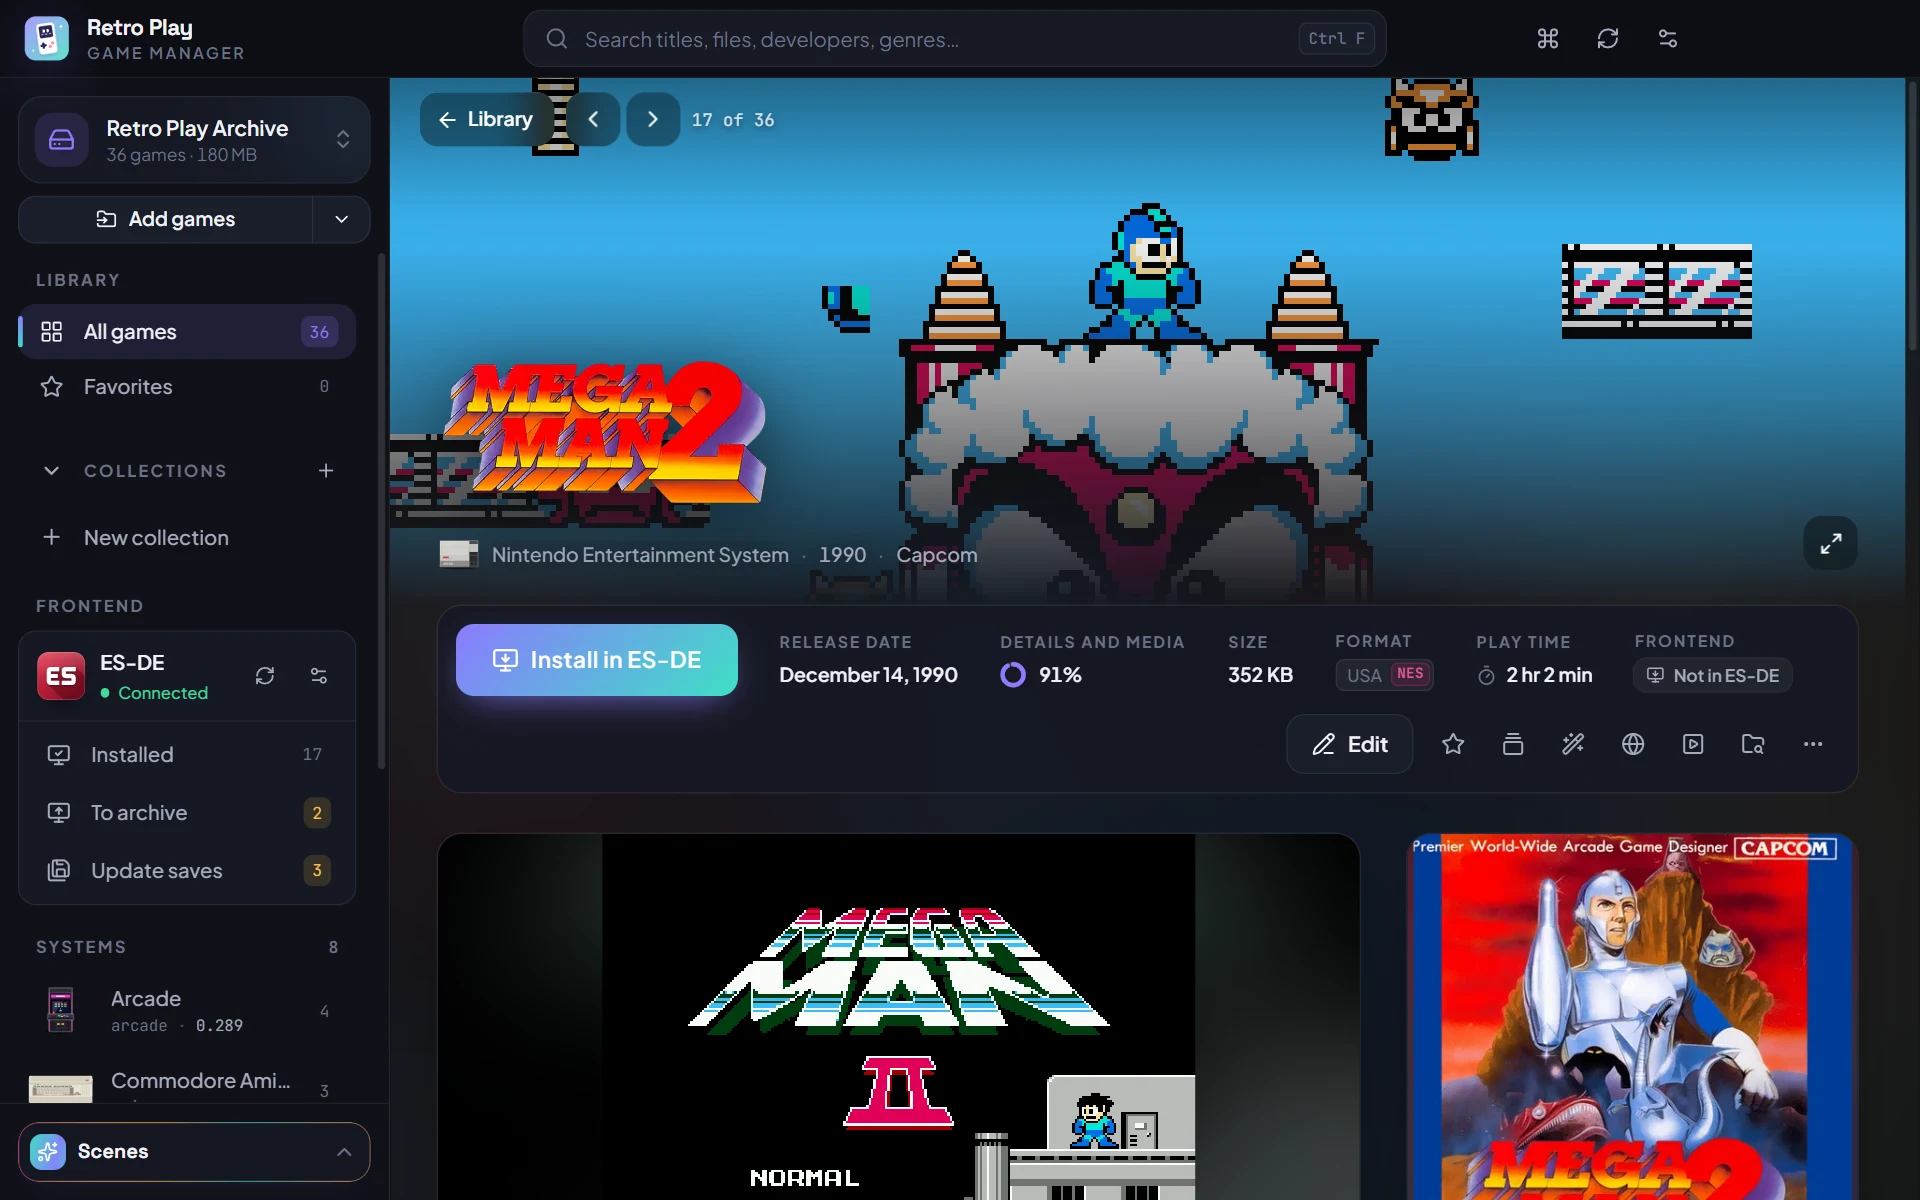 Retro Play
GAME MANAGER
Search titles, files, developers, genres...
Ctrl F
Retro Play Archive
36 games · 180 MB
Add games
LIBRARY
All games
36
Favorites
0
COLLECTIONS
New collection
FRONTEND
ES
ES-DE
Connected
Installed
17
To archive
2
Update saves
3
SYSTEMS
8
Arcade
arcade · 0.289
4
Commodore Ami...
3
Scenes
Library
17 of 36
MEGA
MAN 2
Nintendo Entertainment System · 1990 · Capcom
Install in ES-DE
RELEASE DATE
December 14, 1990
DETAILS AND MEDIA
91%
SIZE
352 KB
FORMAT
USA NES
PLAY TIME
2 hr 2 min
FRONTEND
Not in ES-DE
Edit
MEGA
MAN
II
NORMAL
Premier World-Wide Arcade Game Designer CAPCOM
MEGA
MAN 2